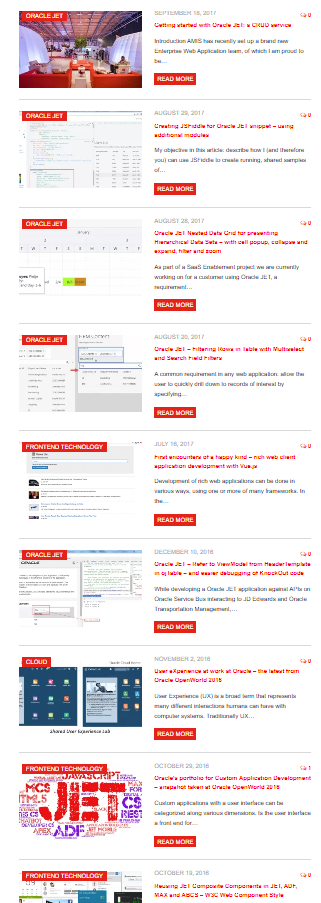 ORACLE JET
SEPTEMBER 18, 2017
0
Getting started with Oracle JET: a CRUD service
Introduction AMIS has recently set up a brand new
Enterprise Web Application team, of which I am proud to
be…
READ MORE
ORACLE JET
AUGUST 29, 2017
0
Creating JSFiddle for Oracle JET snippet – using
additional modules
My objective in this article: describe how I (and therefore
you) can use JSFiddle to create running, shared samples
of…
READ MORE
ORACLE JET
AUGUST 28, 2017
0
Oracle JET Nested Data Grid for presenting
Hierarchical Data Sets – with cell popup, collapse and
expand, filter and zoom
As part of a SaaS Enablement project we are currently
working on for a customer using Oracle JET, a
requirement…
READ MORE
ORACLE JET
AUGUST 20, 2017
0
Oracle JET – Filtering Rows in Table with Multiselect
and Search Field Filters
A common requirement in any web application: allow the
user to quickly drill down to records of interest by
specifying…
READ MORE
FRONTEND TECHNOLOGY
JULY 16, 2017
0
First encounters of a happy kind – rich web client
application development with Vue.js
Development of rich web applications can be done in
various ways, using one or more of many frameworks. In
the…
READ MORE
ORACLE JET
DECEMBER 10, 2016
0
Oracle JET – Refer to ViewModel from Header template
in ojTable – and easier debugging of KnockOut code
While developing a Oracle JET application against APIs on
Oracle Service Bus interacting to JD Edwards and Oracle
Transportation Management,…
READ MORE
CLOUD
NOVEMBER 2, 2016
0
User eXperience at work at Oracle – the latest from
Oracle OpenWorld 2016
User Experience (UX) is a broad term that represents
many different interactions humans can have with
computer systems. Traditionally UX…
READ MORE
Shared User Experience Lab
FRONTEND TECHNOLOGY
OCTOBER 29, 2016
1
Oracle's portfolio for Custom Application Development
– snapshot taken at Oracle OpenWorld 2016
Custom applications with a user interface can be
categorized along various dimensions. Is the user interface
a front end for…
READ MORE
JAVASCRIPT
MCS
HTML5
JET
MAX
FORMS
APEX
ADF
FRONTEND TECHNOLOGY
OCTOBER 19, 2016
0
Reusing JET Composite Components in JET, ADF,
MAX and ABCS – W3C Web Component Style